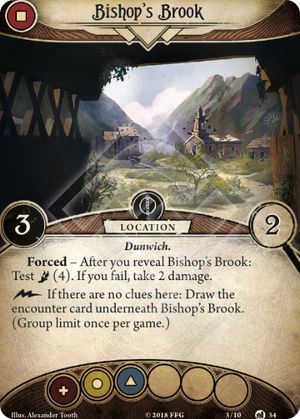 Bishop's Brook
3
LOCATION
2
Dunwich.
Forced – After you reveal Bishop's Brook:
Test (4). If you fail, take 2 damage.
If there are no clues here: Draw the
encounter card underneath Bishop's Brook.
(Group limit once per game.)
Illus. Alexander Tooth © 2018 FFG 3/10 34